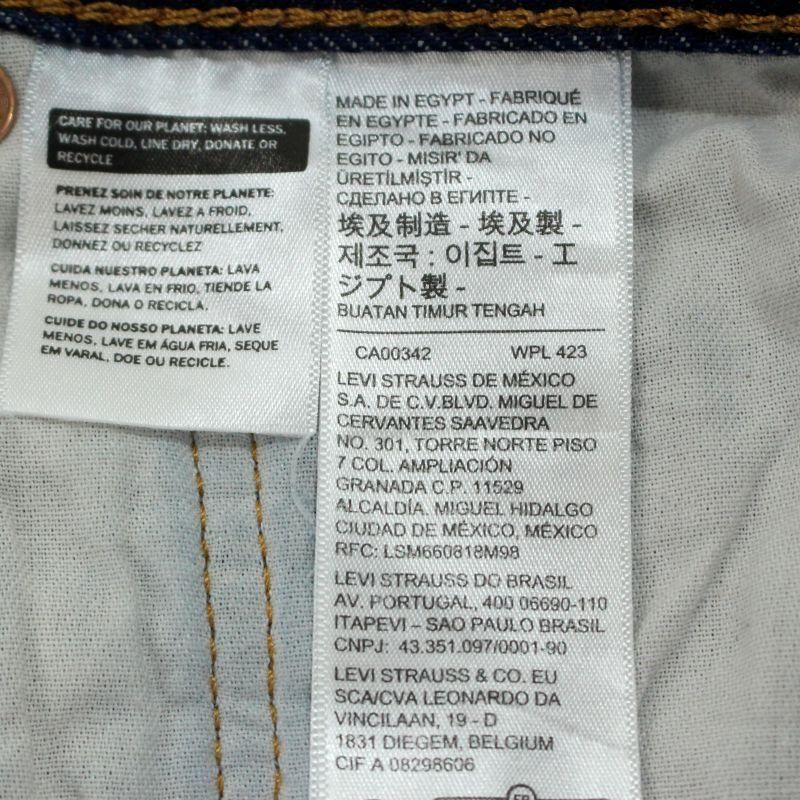 CARE FOR OUR PLANET: WASH LESS,
WASH COLD, LINE DRY, DONATE OR
RECYCLE
PRENEZ SOIN DE NOTRE PLANETE:
LAVEZ MOINS, LAVEZ A FROID,
LAISSEZ SECHER NATURELLEMENT,
DONNEZ OU RECYCLEZ
CUIDA NUESTRO PLANETA: LAVA
MENOS, LAVA EN FRIO, TIENDE LA
ROPA, DONA O RECICLA.
CUIDE DO NOSSO PLANETA: LAVE
MENOS, LAVE EM ÁGUA FRIA, SEQUE
EM VARAL, DOE OU RECICLE.
MADE IN EGYPT - FABRIQUÉ
EN EGYPTE - FABRICADO EN
EGIPTO - FABRICADO NO
EGITO - MISIR' DA
ÜRETİLMİŞTİR -
СДЕЛАНО В ЕГИПТЕ -
埃及制造 - 埃及製 -
제조국 : 이집트 - エ
ジプト製 -
BUATAN TIMUR TENGAH
CA00342 WPL 423
LEVI STRAUSS DE MÉXICO
S.A. DE C.V.BLVD. MIGUEL DE
CERVANTES SAAVEDRA
NO. 301, TORRE NORTE PISO
7 COL. AMPLIACIÓN
GRANADA C.P. 11529
ALCALDÍA. MIGUEL HIDALGO
CIUDAD DE MÉXICO, MÉXICO
RFC: LSM660818M98
LEVI STRAUSS DO BRASIL
AV. PORTUGAL, 400 06690-110
ITAPEVI – SAO PAULO BRASIL
CNPJ: 43.351.097/0001-90
LEVI STRAUSS & CO. EU
SCA/CVA LEONARDO DA
VINCILAAN, 19 - D
1831 DIEGEM, BELGIUM
CIF A 08298606